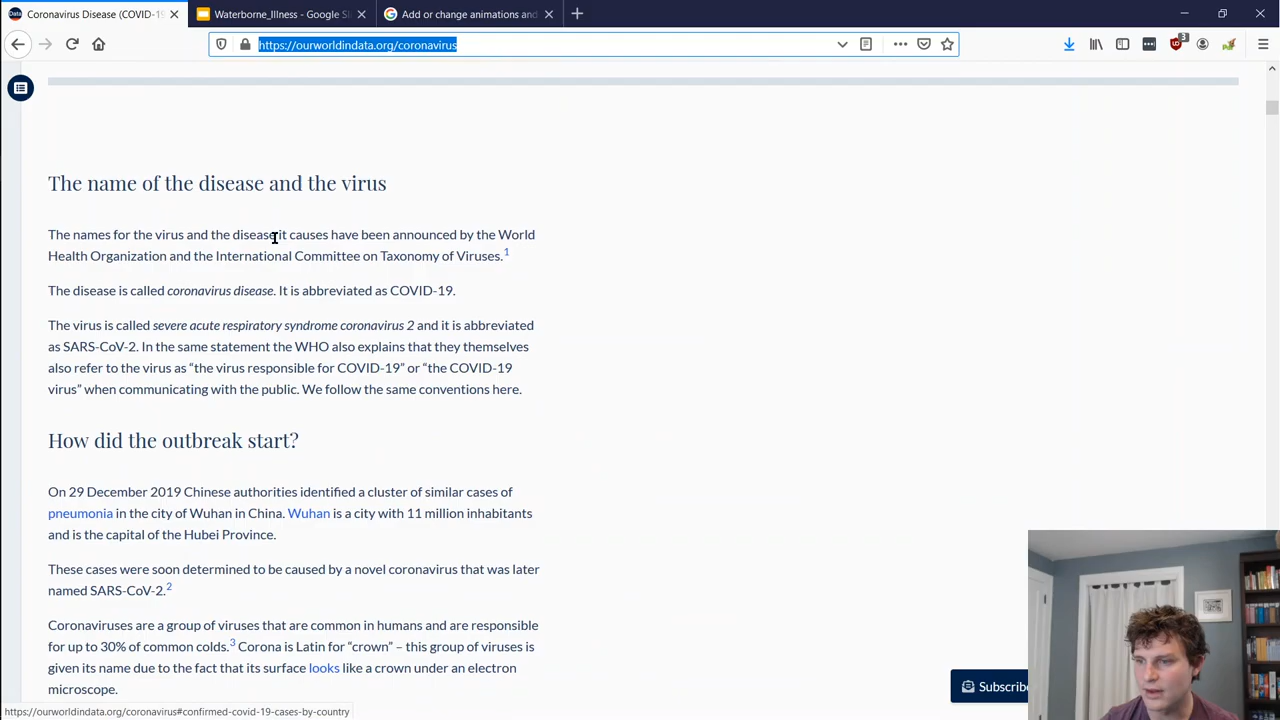 Coronavirus Disease (COVID-1
Waterborne_Illness - Google Sl
Add or change animations and
https://ourworldindata.org/coronavirus
3
Data
The name of the disease and the virus
The names for the virus and the disease it causes have been announced by the World
Health Organization and the International Committee on Taxonomy of Viruses.1
The disease is called coronavirus disease. It is abbreviated as COVID-19.
The virus is called severe acute respiratory syndrome coronavirus 2 and it is abbreviated
as SARS-CoV-2. In the same statement the WHO also explains that they themselves
also refer to the virus as “the virus responsible for COVID-19” or “the COVID-19
virus” when communicating with the public. We follow the same conventions here.
How did the outbreak start?
On 29 December 2019 Chinese authorities identified a cluster of similar cases of
pneumonia in the city of Wuhan in China. Wuhan is a city with 11 million inhabitants
and is the capital of the Hubei Province.
These cases were soon determined to be caused by a novel coronavirus that was later
named SARS-CoV-2.2
Coronaviruses are a group of viruses that are common in humans and are responsible
for up to 30% of common colds.3 Corona is Latin for “crown” – this group of viruses is
given its name due to the fact that its surface looks like a crown under an electron
microscope.
Subscribe
https://ourworldindata.org/coronavirus#confirmed-covid-19-cases-by-country